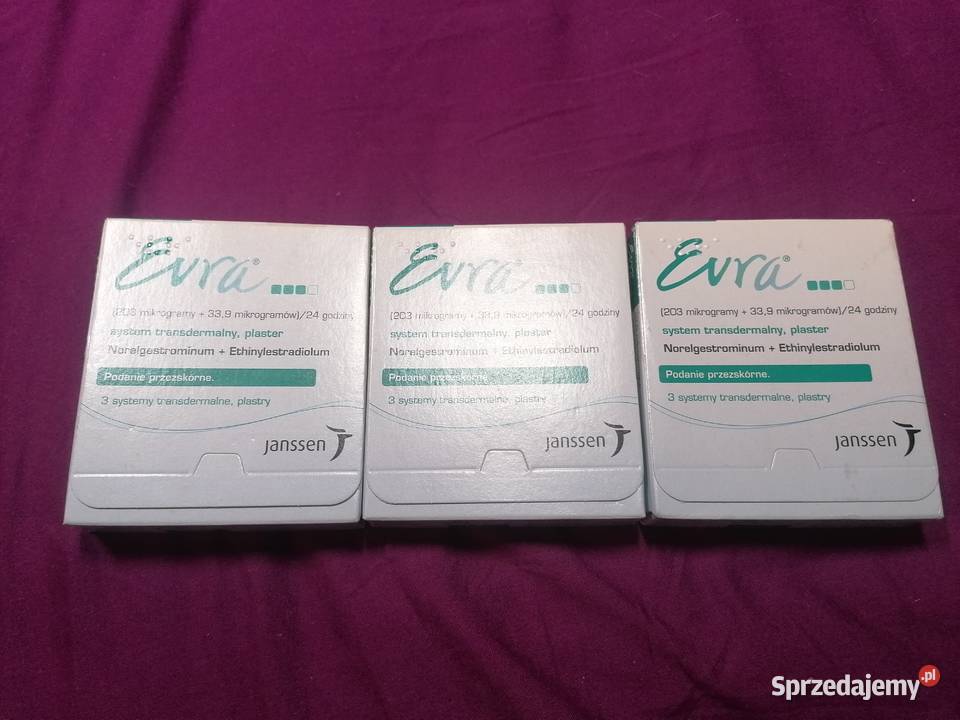 Evra®
(203 mikrogramy + 33,9 mikrogramów)/24 godziny
system transdermalny, plaster
Norelgestrominum + Ethinylestradiolum
Podanie przezskórne.
3 systemy transdermalne, plastry
janssen
Evra®
(203 mikrogramy + 33,9 mikrogramów)/24 godziny
system transdermalny, plaster
Norelgestrominum + Ethinylestradiolum
Podanie przezskórne.
3 systemy transdermalne, plastry
janssen
Evra®
(203 mikrogramy + 33,9 mikrogramów)/24 godziny
system transdermalny, plaster
Norelgestrominum + Ethinylestradiolum
Podanie przezskórne.
3 systemy transdermalne, plastry
janssen
Sprzedajemy.pl